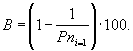 B = (1 − 1/Pn_{i=1}) · 100.